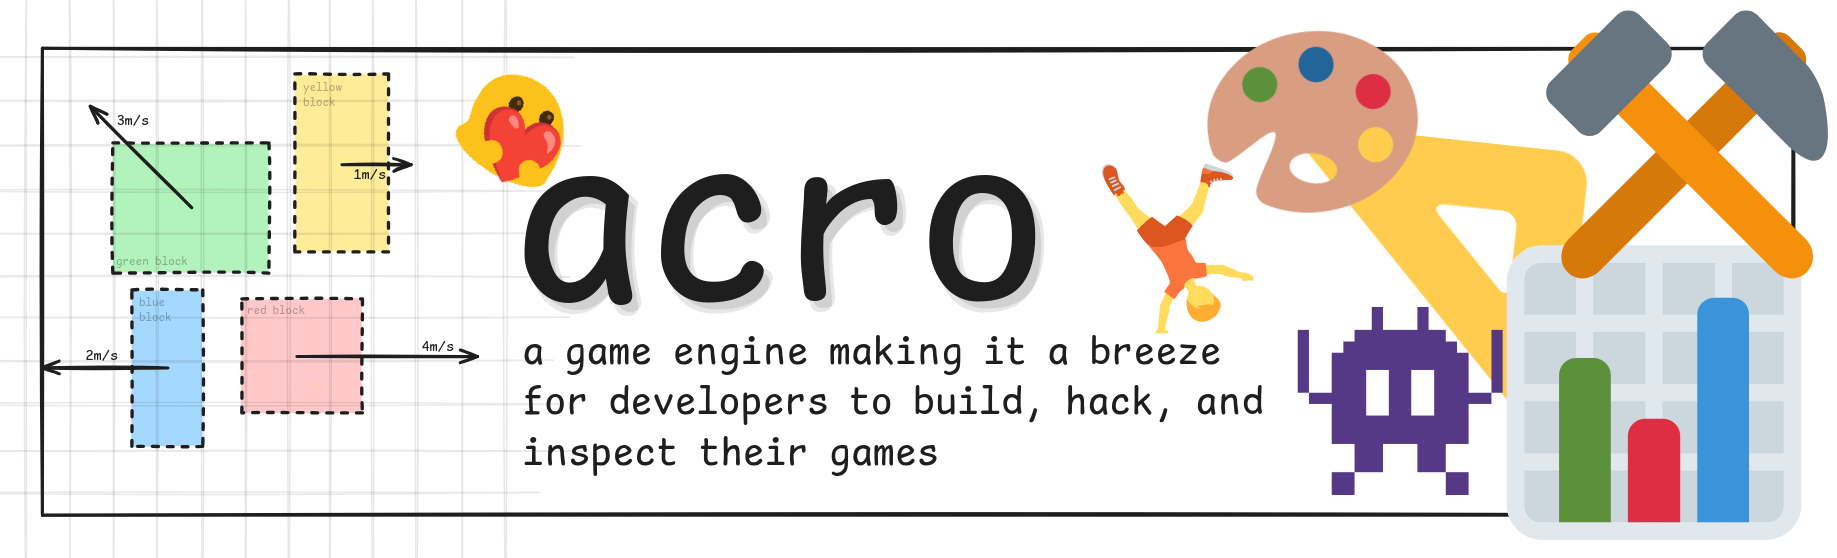 yellow
block
3m/s
1m/s
green block
blue
block
red block
2m/s
4m/s
acro
a game engine making it a breeze
for developers to build, hack, and
inspect their games